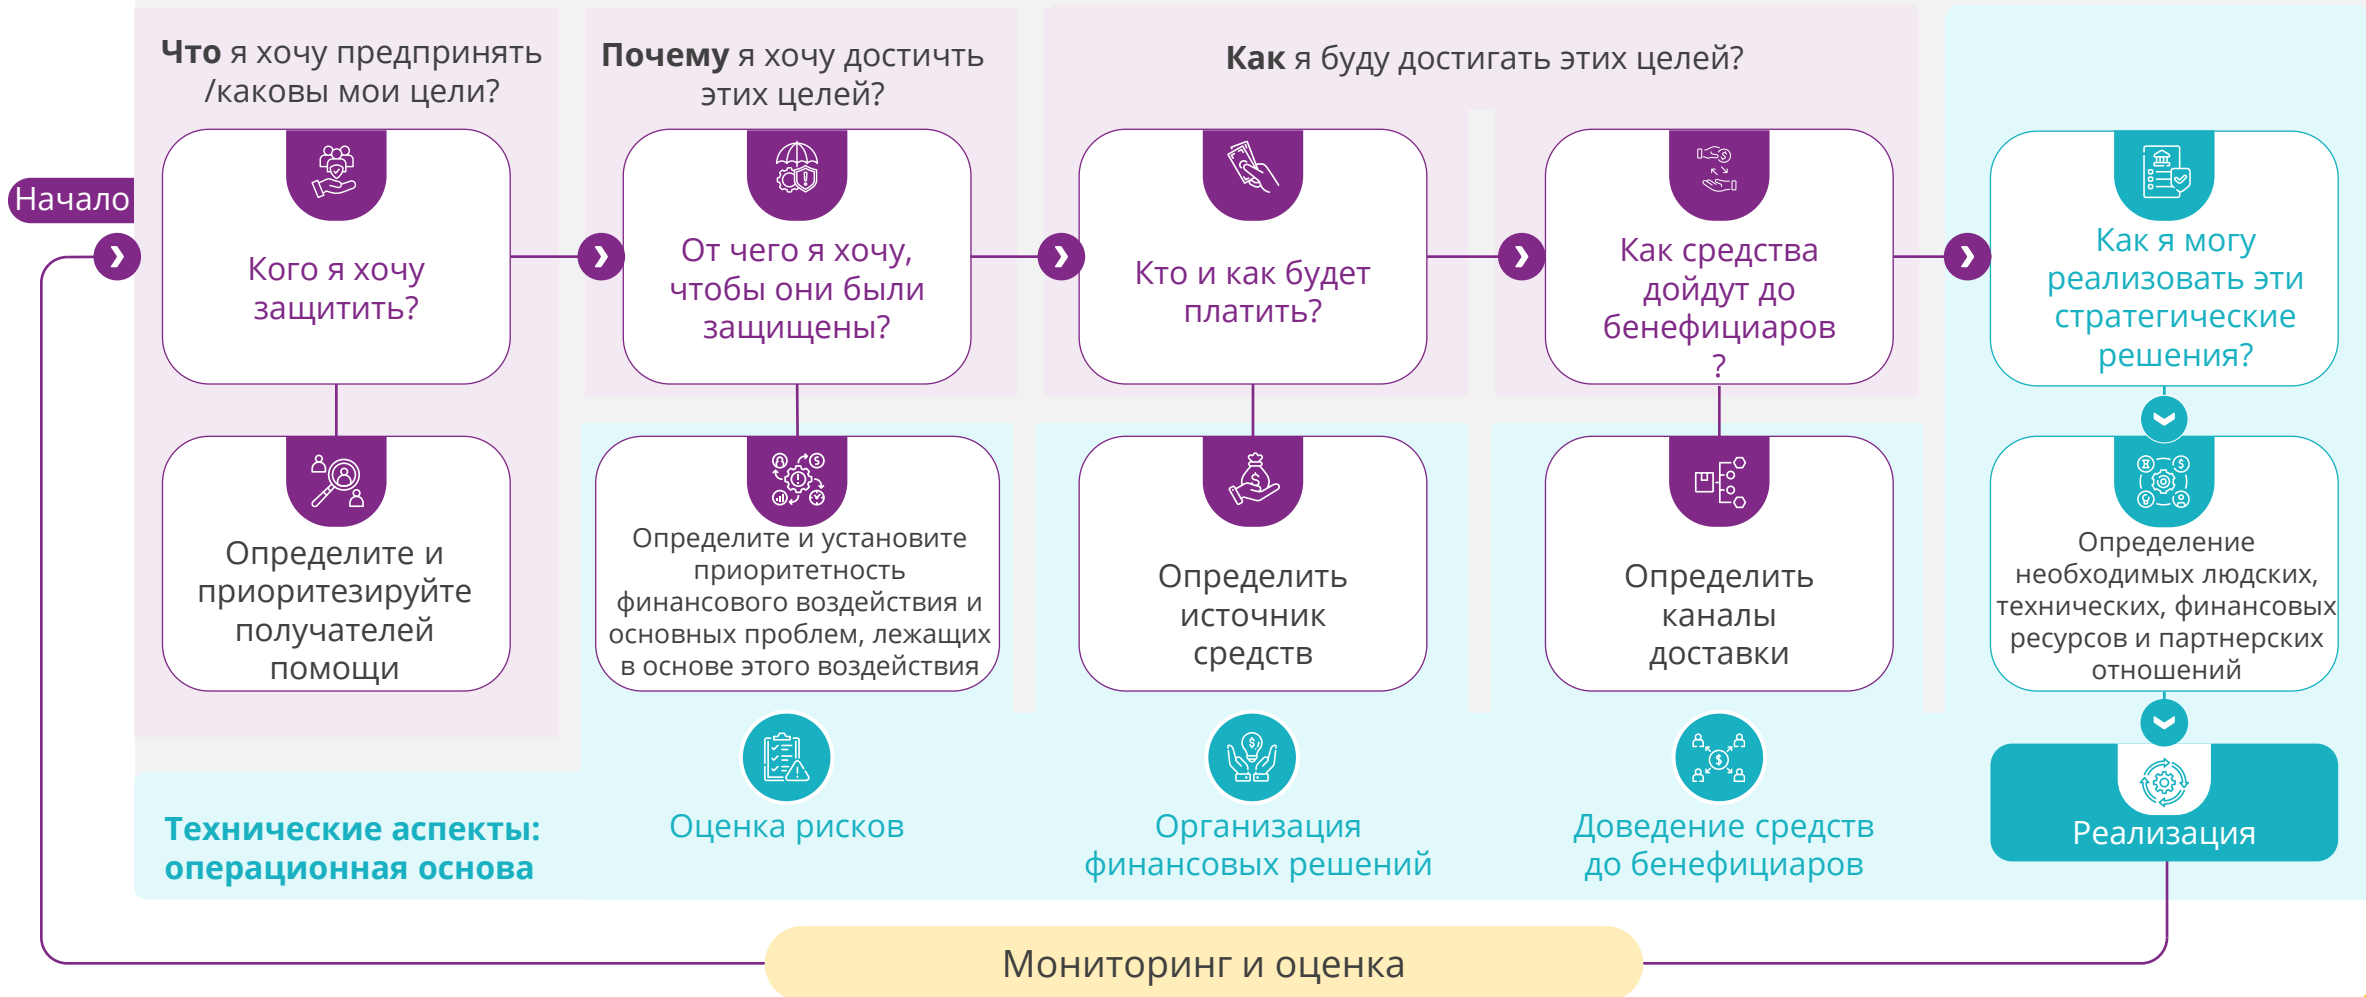 Что я хочу предпринять
/каковы мои цели?
Почему я хочу достичть
этих целей?
Как я буду достигать этих целей?
Начало
Кого я хочу
защитить?
От чего я хочу,
чтобы они были
защищены?
Кто и как будет
платить?
Как средства
дойдут до
бенефициаров
?
Как я могу
реализовать эти
стратегические
решения?
Определите и
приоритезируйте
получателей
помощи
Определите и установите
приоритетность
финансового воздействия и
основных проблем, лежащих
в основе этого воздействия
Определить
источник
средств
Определить
каналы
доставки
Определение
необходимых людских,
технических, финансовых
ресурсов и партнерских
отношений
Технические аспекты:
операционная основа
Оценка рисков
Организация
финансовых решений
Доведение средств
до бенефициаров
Реализация
Мониторинг и оценка